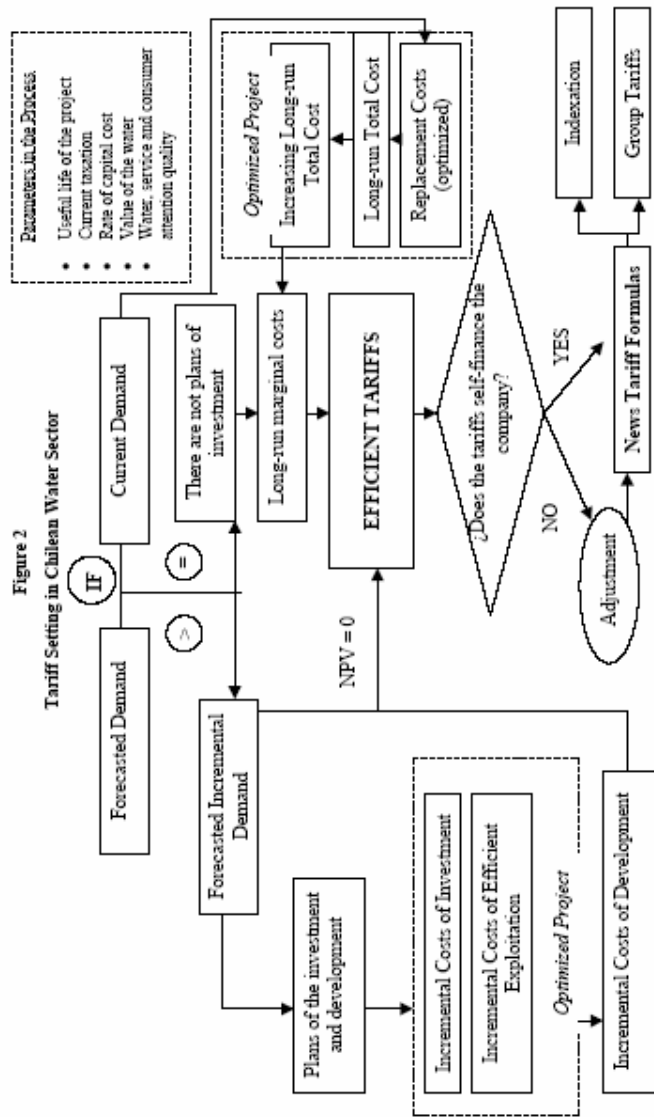 Figure 2
Tariff Setting in Chilean Water Sector
Forecasted Demand
IF
Current Demand
>
=
Parameters in the Process
• Useful life of the project
• Current taxation
• Rate of capital cost
• Value of the water
• Water, service and consumer
attention quality
Forecasted Incremental
Demand
There are not plans of
investment
Optimized Project
Increasing Long-run
Total Cost
Long-run Total Cost
Replacement Costs
(optimized)
Plans of the investment
and development
Long-run marginal costs
NPV = 0
EFFICIENT TARIFFS
Incremental Costs of Investment
Incremental Costs of Efficient
Exploitation
Optimized Project
Incremental Costs of Development
¿Does the tariffs self-finance the
company?
NO
YES
Adjustment
News Tariff Formulas
Indexation
Group Tariffs